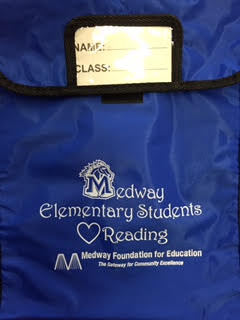 NAME:
CLASS:
Medway
Elementary Students
♡ Reading
Medway Foundation for Education
The Gateway for Community Excellence